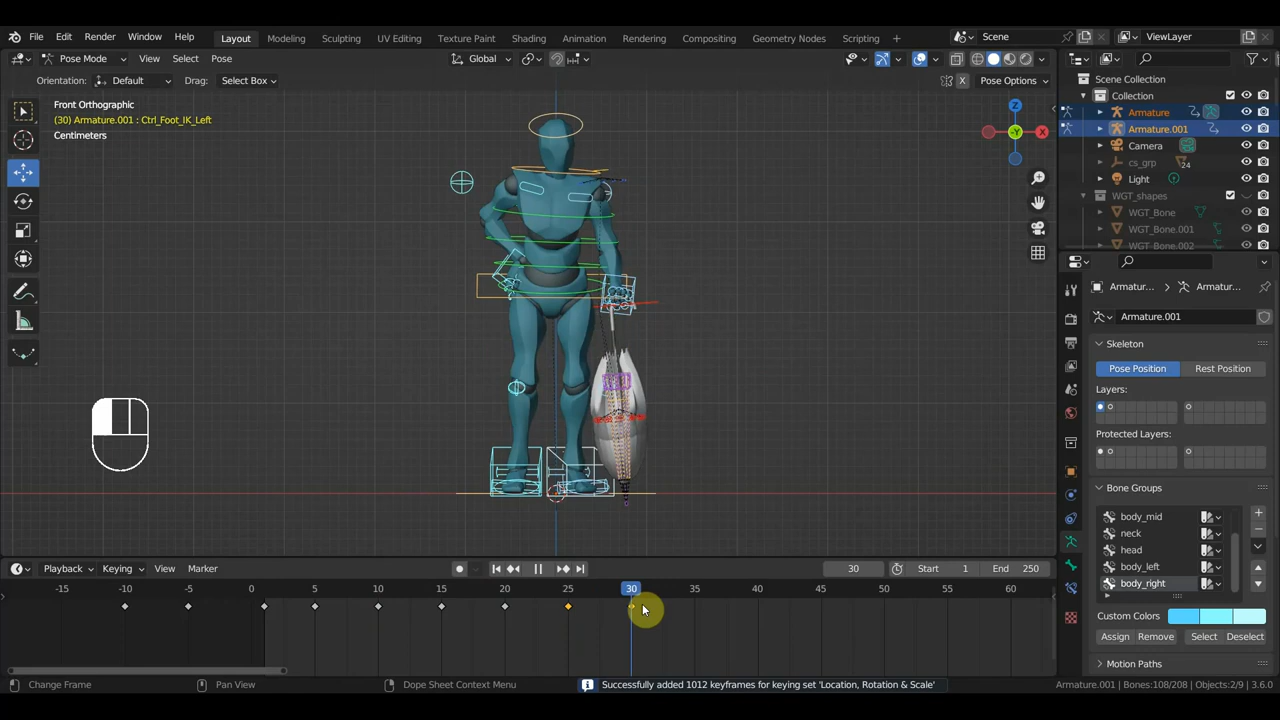 File Edit Render Window Help Layout Modeling Sculpting UV Editing Texture Paint Shading Animation Rendering Compositing Geometry Nodes Scripting + Scene ViewLayer
Pose Mode View Select Pose Global
Orientation: Default Drag: Select Box X Pose Options
Scene Collection
Collection
Armature
Armature.001
Camera
cs_grp 24
Light
WGT_shapes
WGT_Bone
WGT_Bone.001
WGT_Bone.002
Front Orthographic
(30) Armature.001 : Ctrl_Foot_IK_Left
Centimeters
Z
X
-Y
Armatur... > Armatur...
Armature.001
Skeleton
Pose Position Rest Position
Layers:
Protected Layers:
Bone Groups
body_mid
neck
head
body_left
body_right
Custom Colors
Assign Remove Select Deselect
Motion Paths
Playback Keying View Marker 30 Start 1 End 250
-15 -10 -5 0 5 10 15 20 25 30 35 40 45 50 55 60
Change Frame Pan View Dope Sheet Context Menu Successfully added 1012 keyframes for keying set 'Location, Rotation & Scale' Armature.001 | Bones:108/208 | Objects:2/9 | 3.6.0